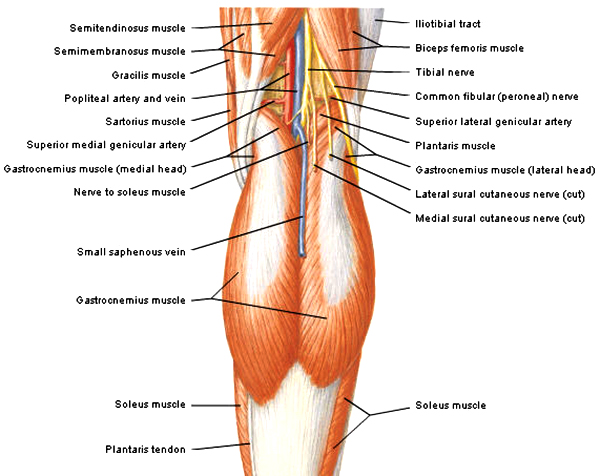 Semitendinosus muscle
Semimembranosus muscle
Gracilis muscle
Popliteal artery and vein
Sartorius muscle
Superior medial genicular artery
Gastrocnemius muscle (medial head)
Nerve to soleus muscle
Small saphenous vein
Gastrocnemius muscle
Soleus muscle
Plantaris tendon
Iliotibial tract
Biceps femoris muscle
Tibial nerve
Common fibular (peroneal) nerve
Superior lateral genicular artery
Plantaris muscle
Gastrocnemius muscle (lateral head)
Lateral sural cutaneous nerve (cut)
Medial sural cutaneous nerve (cut)
Soleus muscle